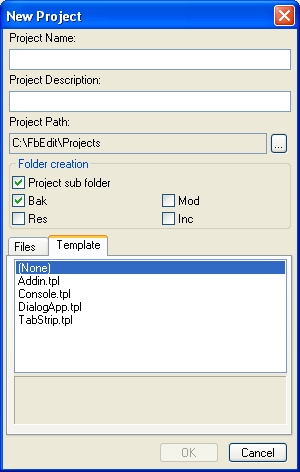 New Project
Project Name:
Project Description:
Project Path:
C:\FbEdit\Projects
...
Folder creation
Project sub folder
Bak Mod
Res Inc
Files Template
(None)
Addin.tpl
Console.tpl
DialogApp.tpl
TabStrip.tpl
OK Cancel